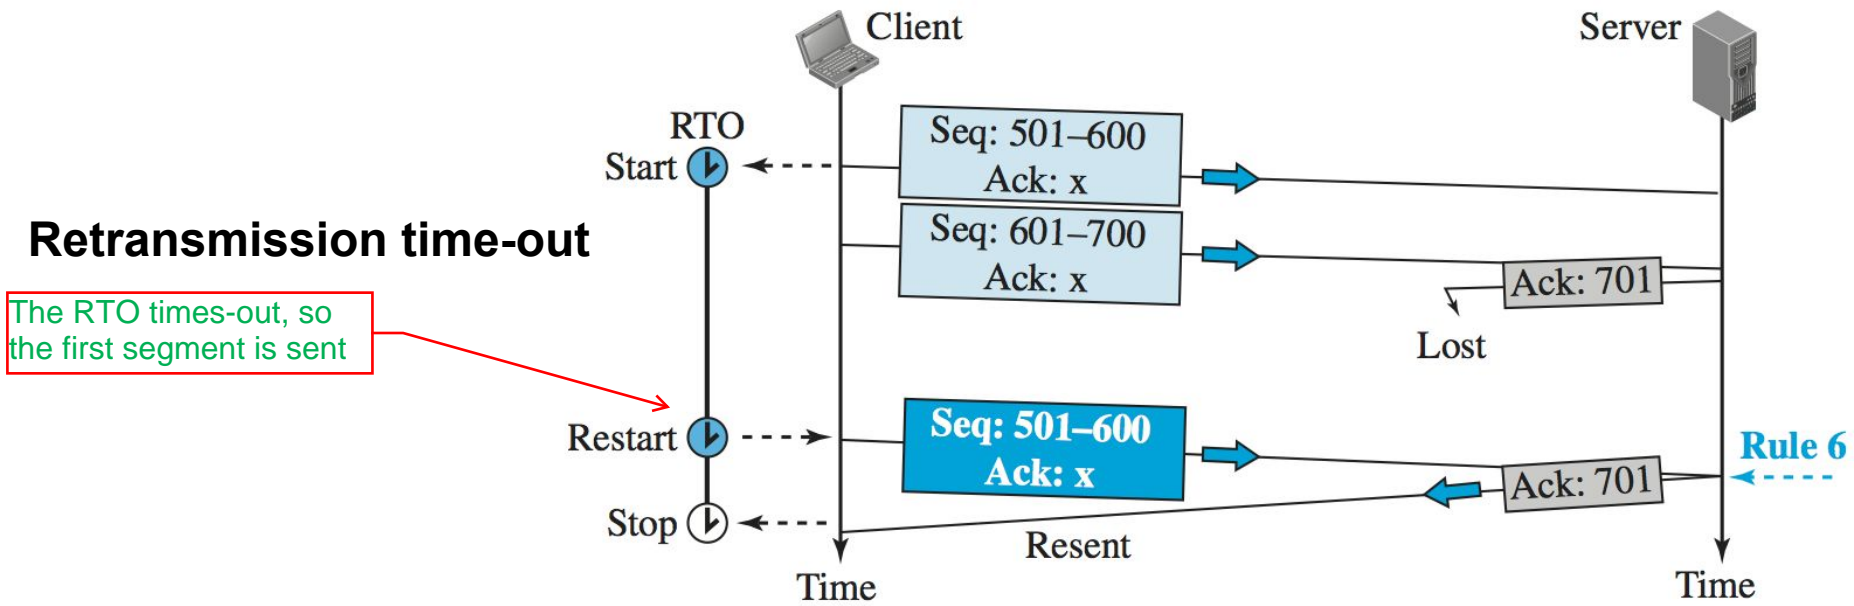 Client
Server
RTO
Start
Seq: 501–600
Ack: x
Retransmission time-out
Seq: 601–700
Ack: x
Ack: 701
Lost
The RTO times-out, so
the first segment is sent
Restart
Seq: 501–600
Ack: x
Rule 6
Ack: 701
Stop
Resent
Time
Time